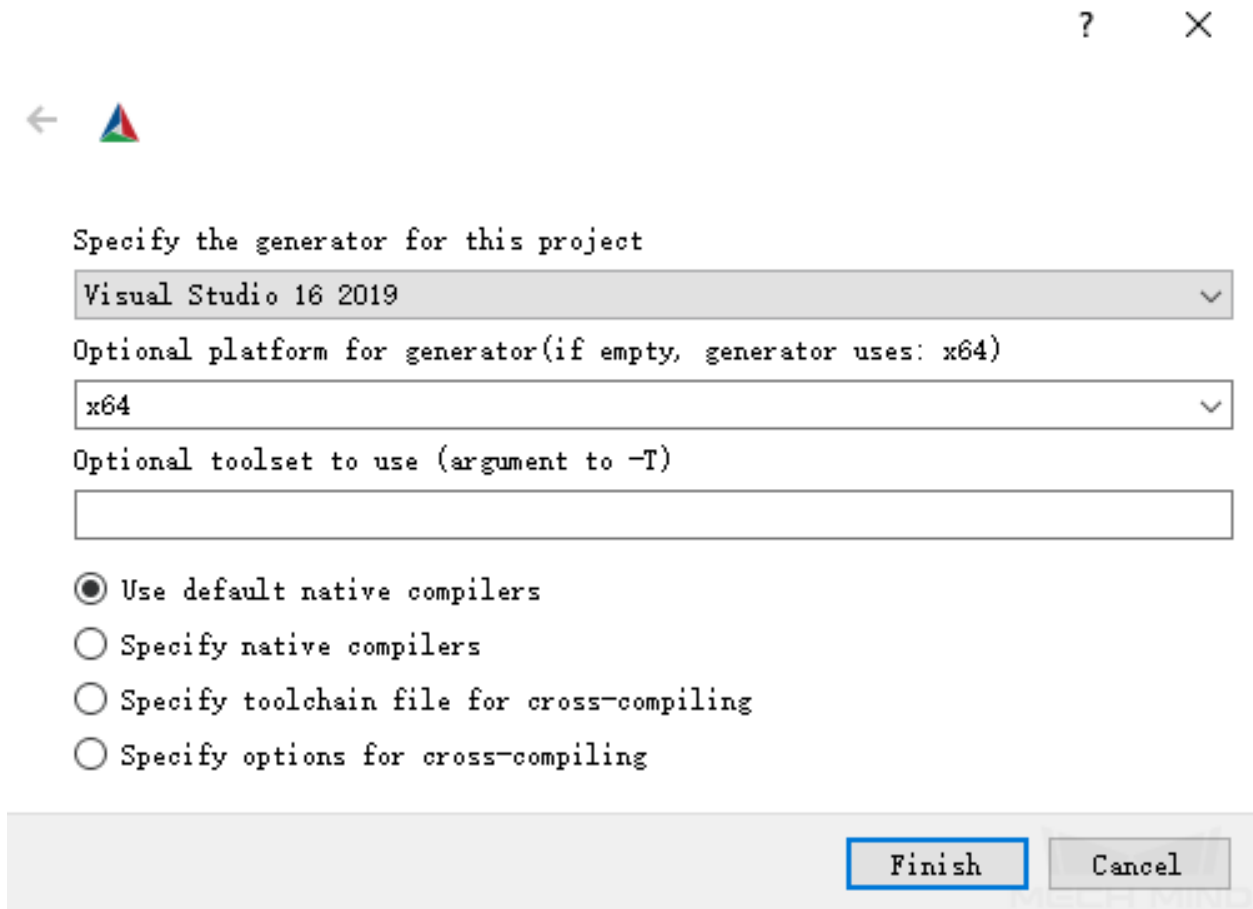 ?
Specify the generator for this project
Visual Studio 16 2019
Optional platform for generator(if empty, generator uses: x64)
x64
Optional toolset to use (argument to -T)
Use default native compilers
Specify native compilers
Specify toolchain file for cross-compiling
Specify options for cross-compiling
Finish Cancel
MECH MIND